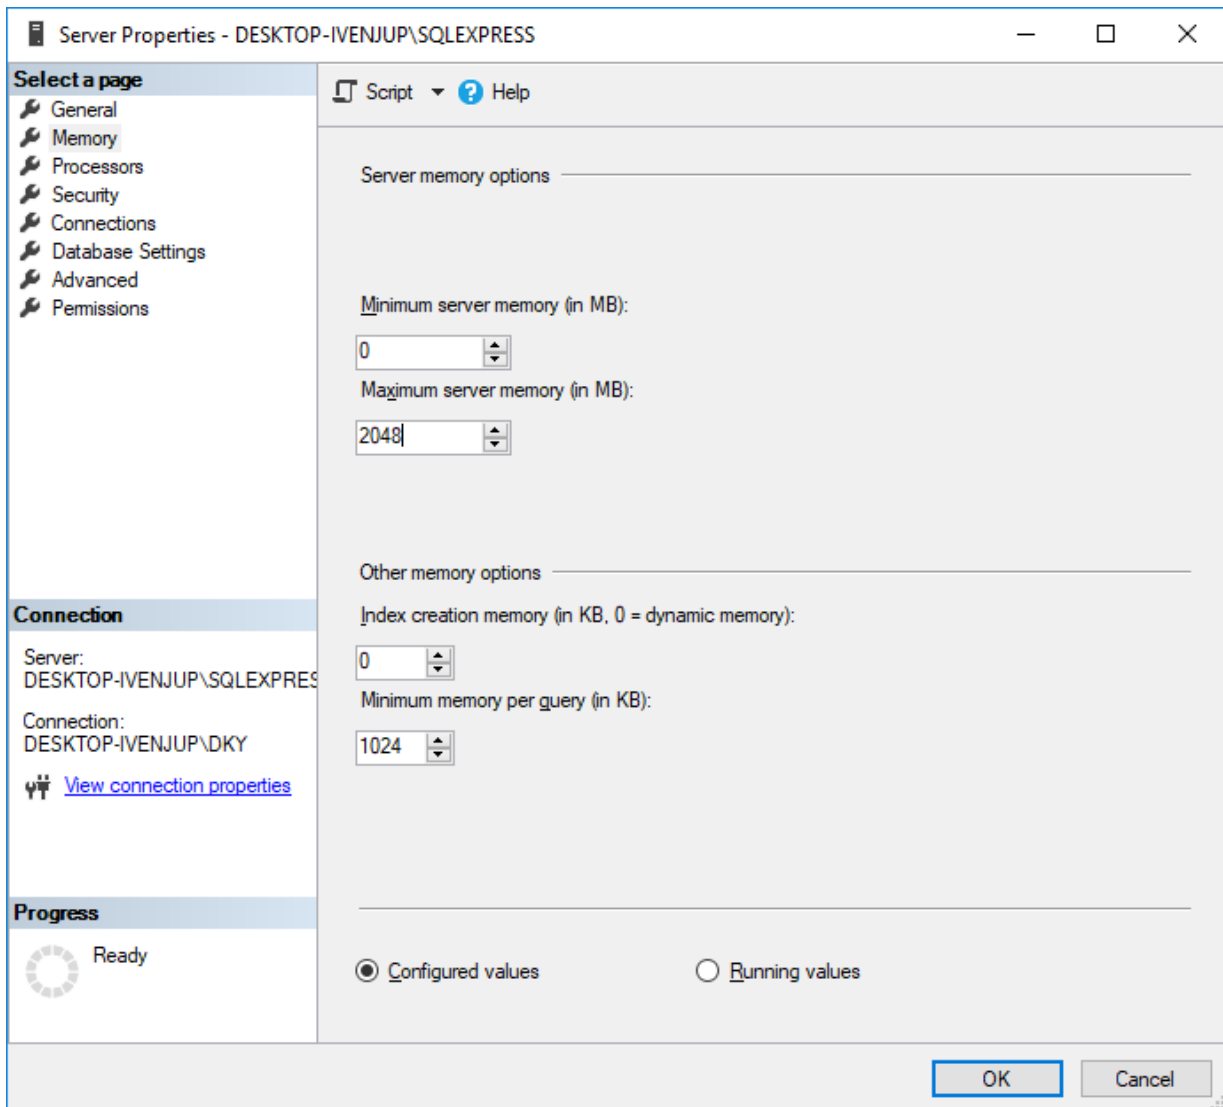 Server Properties - DESKTOP-IVENJUP\SQLEXPRESS
Select a page
General
Memory
Processors
Security
Connections
Database Settings
Advanced
Permissions
Connection
Server:
DESKTOP-IVENJUP\SQLEXPRES
Connection:
DESKTOP-IVENJUP\DKY
View connection properties
Progress
Ready
Script
? Help
Server memory options
Minimum server memory (in MB):
0
Maximum server memory (in MB):
2048
Other memory options
Index creation memory (in KB, 0 = dynamic memory):
0
Minimum memory per query (in KB):
1024
Configured values
Running values
OK
Cancel